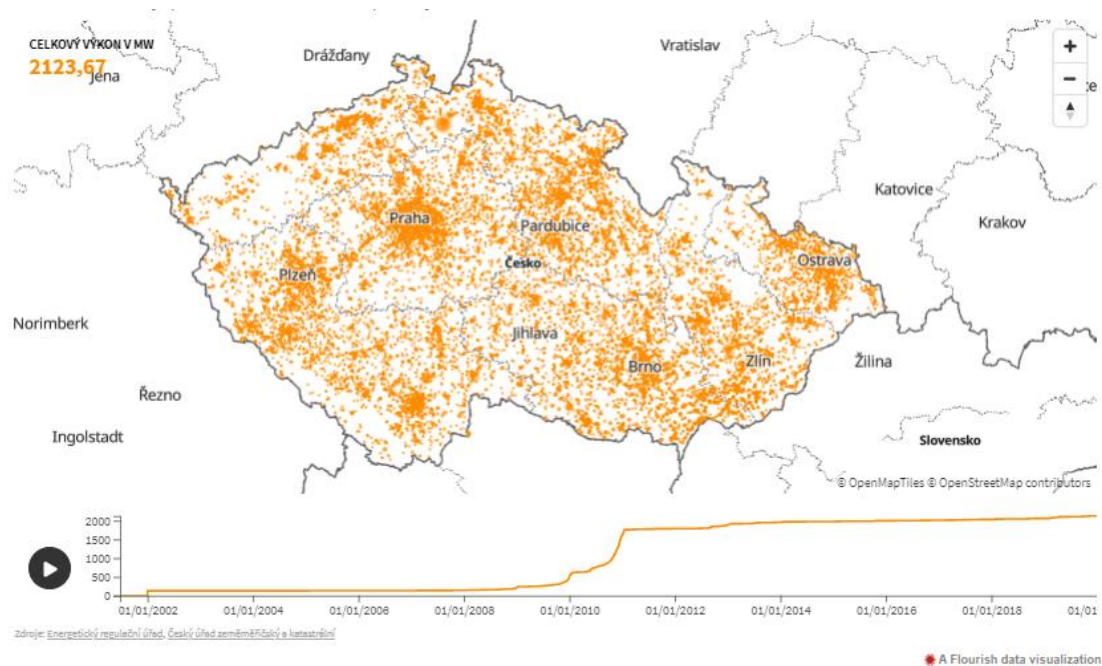 CELKOVÝ VÝKON V MW
2123,67
Jena
Drážďany
Vratislav
+
−
Katovice
Krakov
Praha
Pardubice
Ostrava
Česko
Plzeň
Norimberk
Jihlava
Brno
Zlín
Žilina
Řezno
Ingolstadt
Slovensko
© OpenMapTiles © OpenStreetMap contributors
2000
1500
1000
500
0
01/01/2002 01/01/2004 01/01/2006 01/01/2008 01/01/2010 01/01/2012 01/01/2014 01/01/2016 01/01/2018 01/01
Zdroje: Energetický regulační úřad, Český úřad zeměměřický a katastrální
A Flourish data visualization